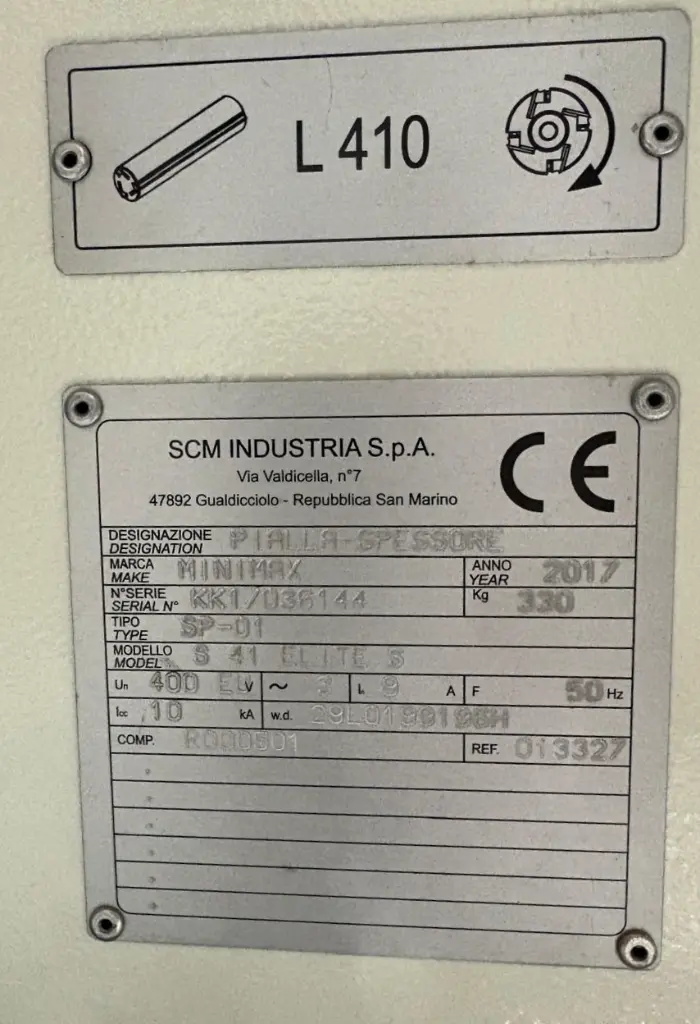 L 410
SCM INDUSTRIA S.p.A.
Via Valdicella, n°7
47892 Gualdicciolo - Repubblica San Marino
CE
DESIGNAZIONE
DESIGNATION PIALLA-SPESSORE
MARCA
MAKE MINIMAX
ANNO
YEAR 2017
N°SERIE
SERIAL N° KK1/036144
Kg 330
TIPO
TYPE SP-01
MODELLO
MODEL S 41 ELITE S
Un 400 V ~ 3 I 9 A F 50 Hz
Icc 10 kA w.d.
COMP. R000501 REF. 013327